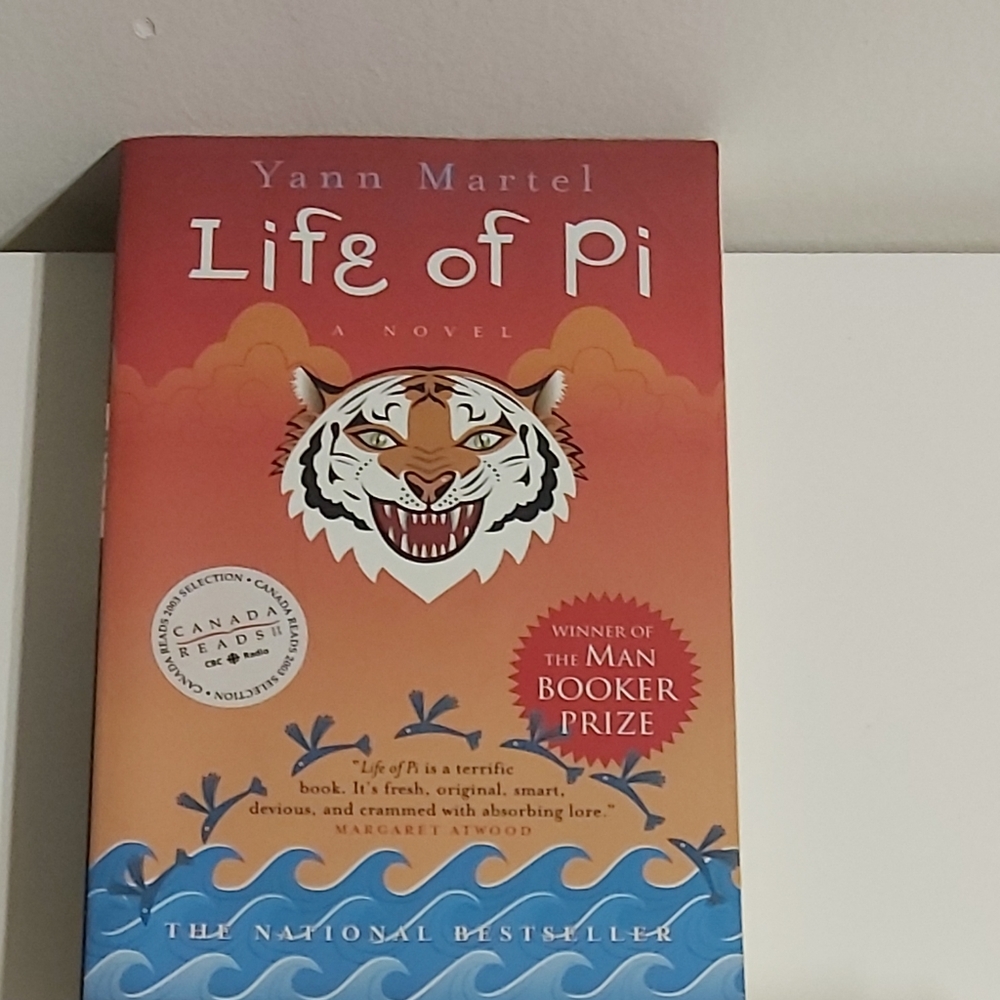 Yann Martel
Life of Pi
A NOVEL
CANADA READS 2003 SELECTION • CANADA READS 2003 SELECTION •
CANADA
READS II
CBC Radio
WINNER OF
THE MAN
BOOKER
PRIZE
"Life of Pi is a terrific
book. It's fresh, original, smart,
devious, and crammed with absorbing lore."
MARGARET ATWOOD
THE NATIONAL BESTSELLER